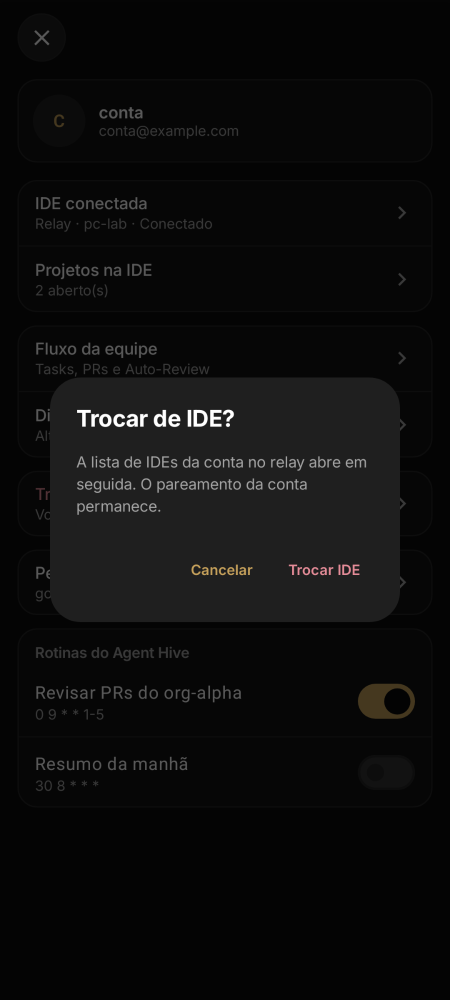 C
conta
conta@example.com
IDE conectada
Relay · pc-lab · Conectado
Projetos na IDE
2 aberto(s)
Fluxo da equipe
Tasks, PRs e Auto-Review
Trocar de IDE?
A lista de IDEs da conta no relay abre em
seguida. O pareamento da conta
permanece.
Cancelar
Trocar IDE
Rotinas do Agent Hive
Revisar PRs do org-alpha
0 9 * * 1-5
Resumo da manhã
30 8 * * *